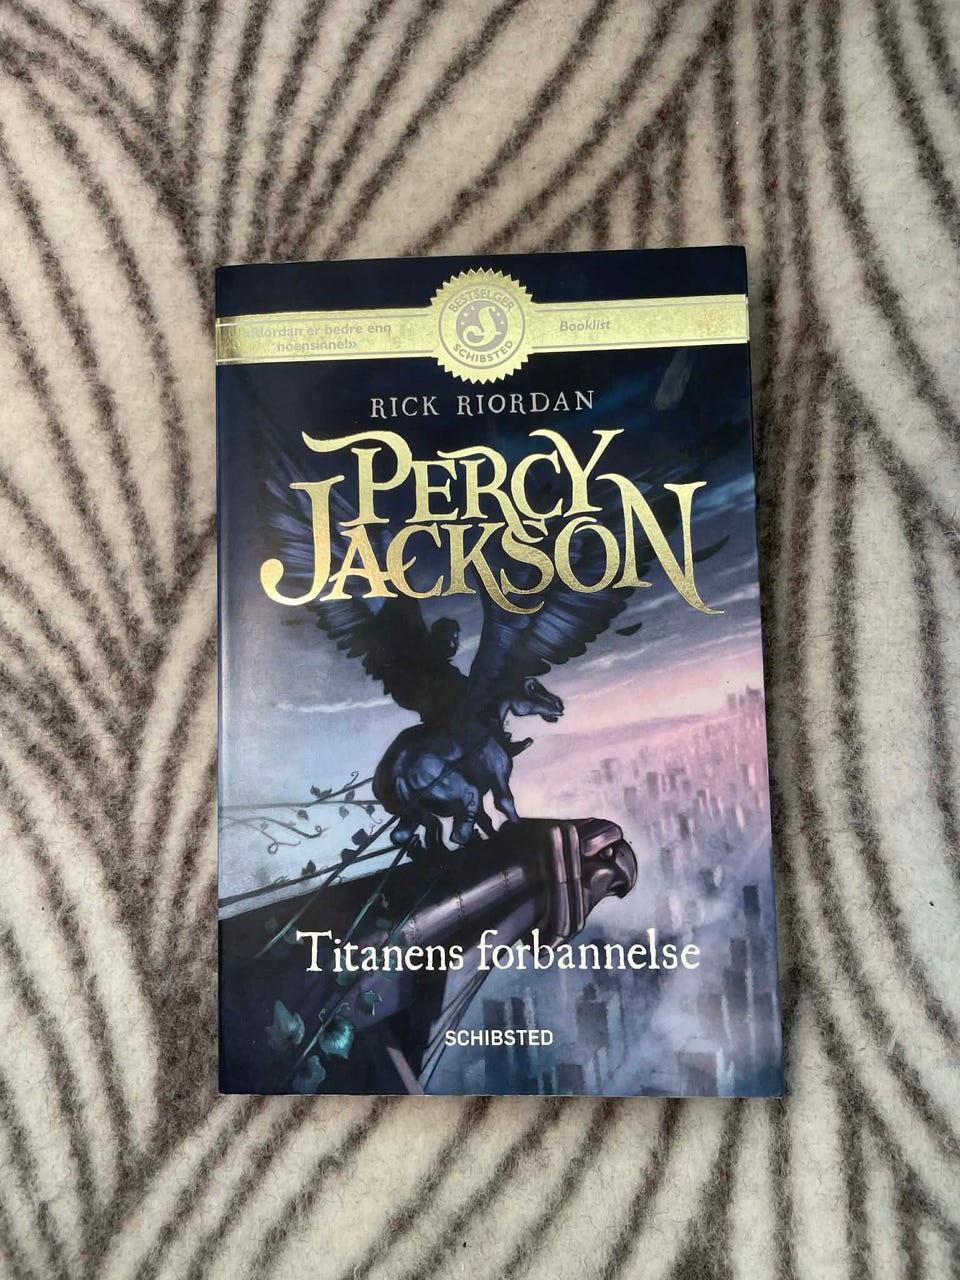 «Riordan er bedre enn
noensinne!»
BESTSELGER
SCHIBSTED
Booklist
RICK RIORDAN
PERCY
JACKSON
Titanens forbannelse
SCHIBSTED